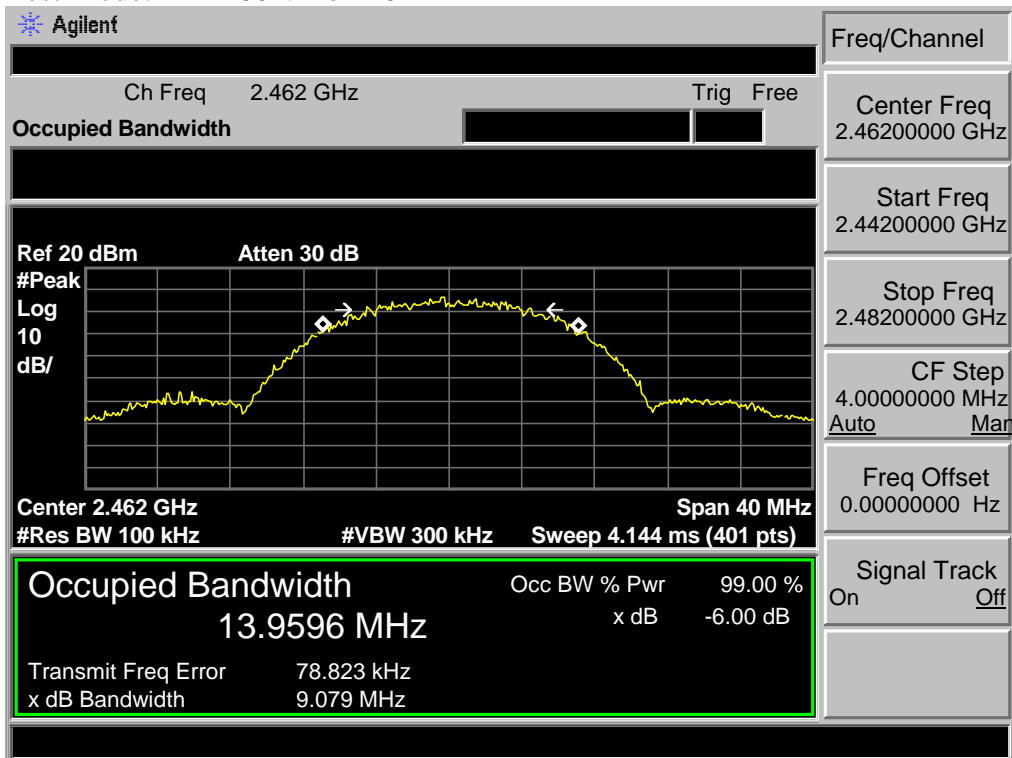 Agilent
Freq/Channel
Ch Freq 2.462 GHz Trig Free
Occupied Bandwidth
Center Freq
2.46200000 GHz
Start Freq
2.44200000 GHz
Stop Freq
2.48200000 GHz
CF Step
4.00000000 MHz
Auto Man
Freq Offset
0.00000000 Hz
Signal Track
On Off
Ref 20 dBm Atten 30 dB
#Peak
Log
10
dB/
Center 2.462 GHz Span 40 MHz
#Res BW 100 kHz #VBW 300 kHz Sweep 4.144 ms (401 pts)
Occupied Bandwidth
13.9596 MHz
Occ BW % Pwr 99.00 %
x dB -6.00 dB
Transmit Freq Error 78.823 kHz
x dB Bandwidth 9.079 MHz